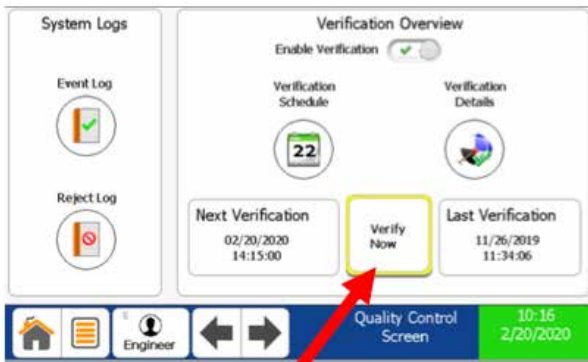 System Logs
Event Log
Reject Log
Verification Overview
Enable Verification
Verification
Schedule
22
Verification
Details
Next Verification
02/20/2020
14:15:00
Verify
Now
Last Verification
11/26/2019
11:34:06
Engineer
Quality Control
Screen
10:16
2/20/2020